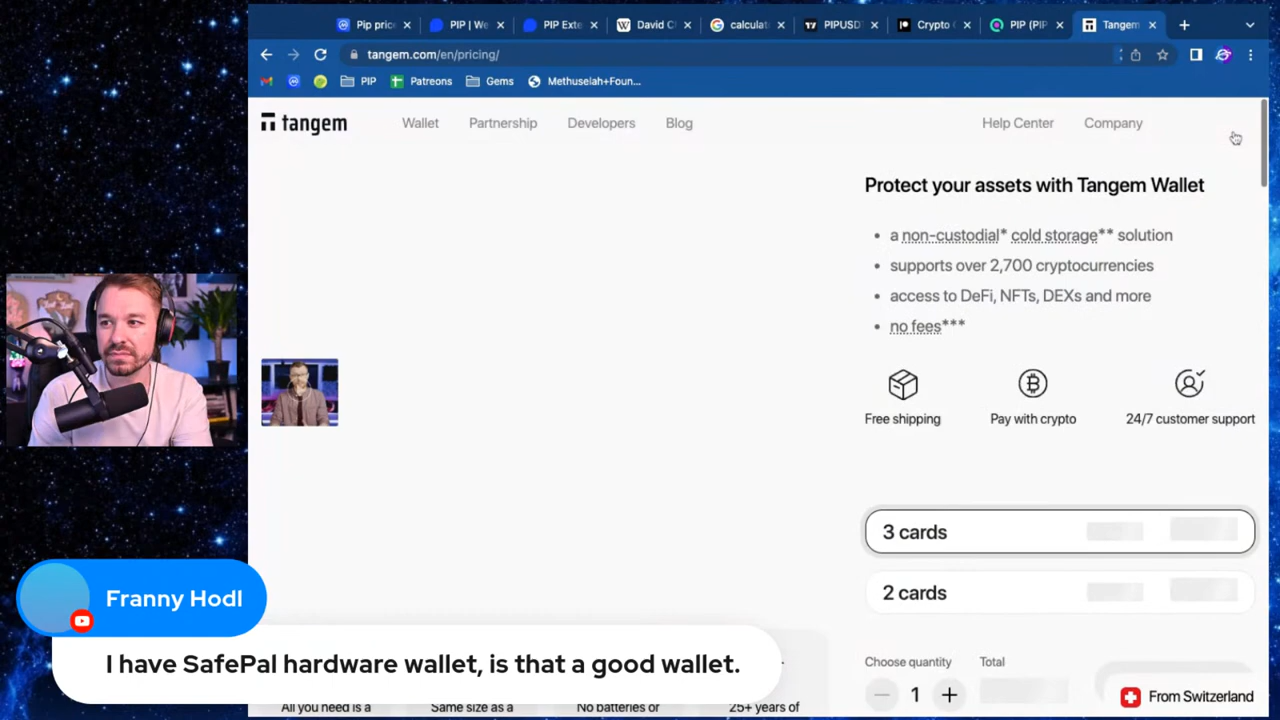 Pip price
PIP | We
PIP Exte
David C
calculat
PIPUSD
Crypto (
PIP (PIP
Tangem
tangem.com/en/pricing/
PIP
Patreons
Gems
Methuselah+Foun...
tangem
Wallet
Partnership
Developers
Blog
Help Center
Company
Protect your assets with Tangem Wallet
• a non-custodial* cold storage** solution
• supports over 2,700 cryptocurrencies
• access to DeFi, NFTs, DEXs and more
• no fees***
Free shipping
Pay with crypto
24/7 customer support
3 cards
2 cards
Franny Hodl
I have SafePal hardware wallet, is that a good wallet.
Choose quantity
Total
1
From Switzerland
All you need is a
Same size as a
No batteries or
25+ years of